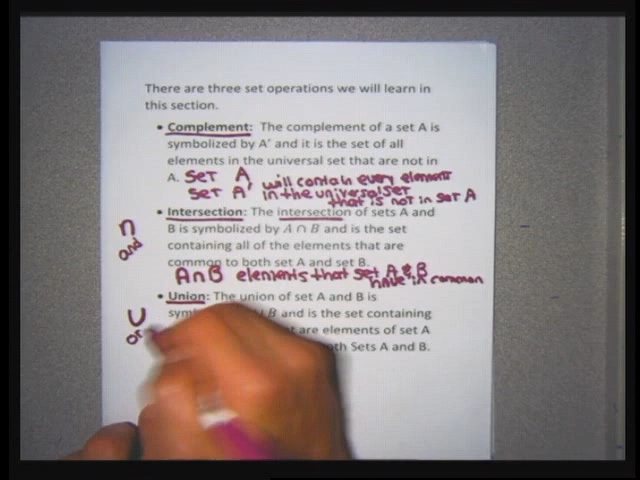 There are three set operations we will learn in
this section.
• Complement: The complement of a set A is
symbolized by A' and it is the set of all
elements in the universal set that are not in
A. SET A
SET A' will contain every element
in the universal set
that is not in set A
• Intersection: The intersection of sets A and
B is symbolized by A ∩ B and is the set
containing all of the elements that are
common to both set A and set B.
∩
and
A∩B elements that set A & B
have in common
• Union: The union of set A and B is
B and is the set containing
are elements of set A
Sets A and B.
∪
or